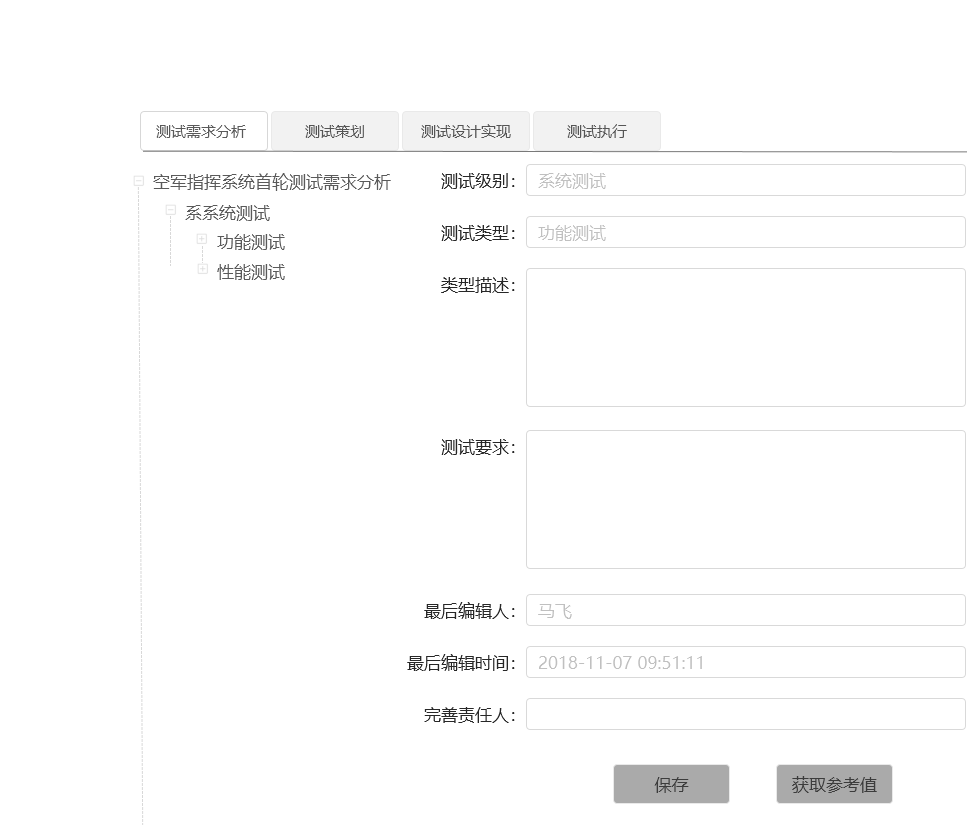 测试需求分析 测试策划 测试设计实现 测试执行
空军指挥系统首轮测试需求分析
系系统测试
功能测试
性能测试
测试级别： 系统测试
测试类型： 功能测试
类型描述：
测试要求：
最后编辑人： 马飞
最后编辑时间： 2018-11-07 09:51:11
完善责任人：
保存 获取参考值